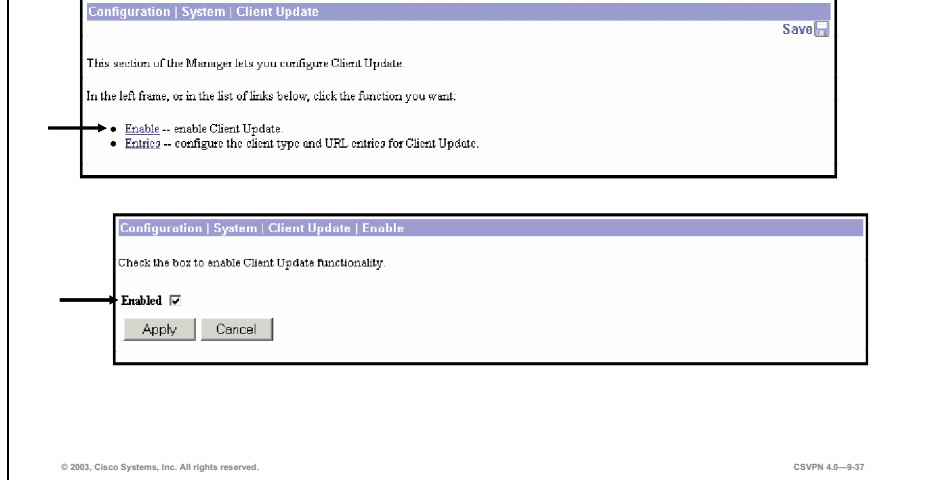 Configuration | System | Client Update
Save
This section of the Manager lets you configure Client Update.
In the left frame, or in the list of links below, click the function you want:
• Enable -- enable Client Update.
• Entries -- configure the client type and URL entries for Client Update.
Configuration | System | Client Update | Enable
Check the box to enable Client Update functionality.
Enabled
Apply Cancel
© 2003, Cisco Systems, Inc. All rights reserved. CSVPN 4.0—9-37